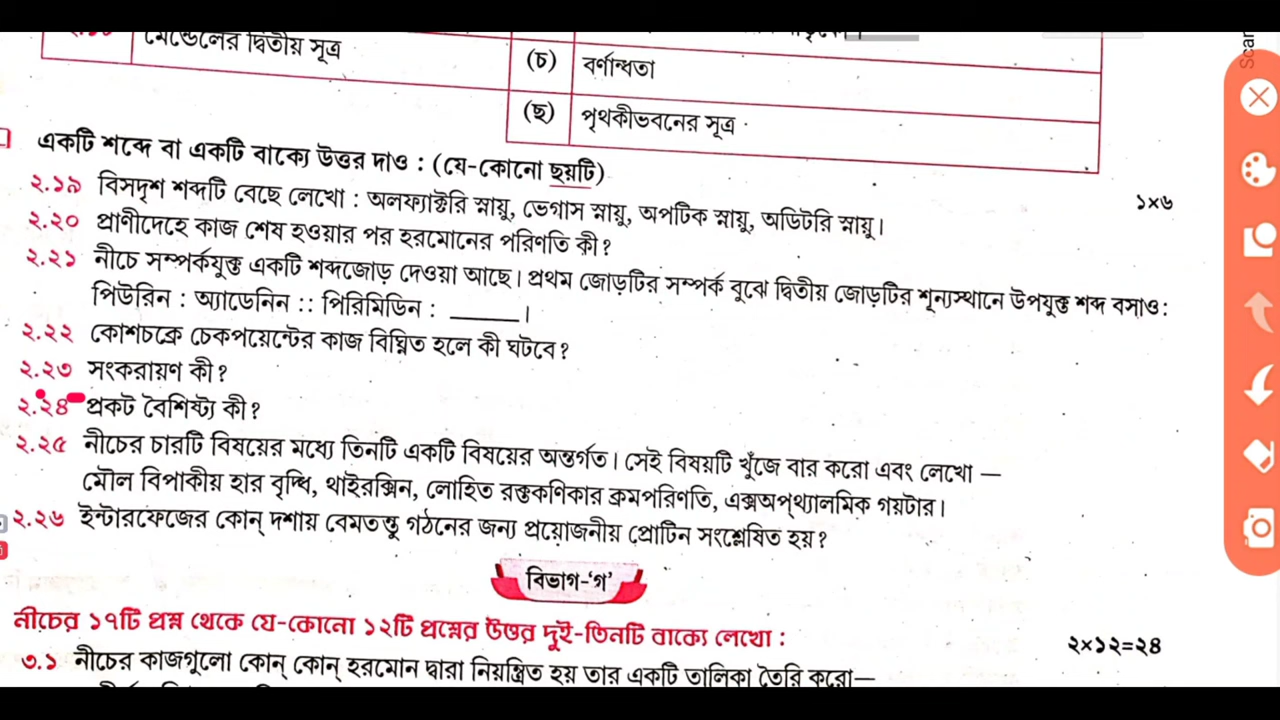 মেন্ডেলের দ্বিতীয় সূত্র
(চ) বর্ণান্ধতা
(ছ) পৃথকীভবনের সূত্র
একটি শব্দে বা একটি বাক্যে উত্তর দাও : (যে-কোনো ছয়টি)
১×৬
২.১৯ বিসদৃশ শব্দটি বেছে লেখো : অলফ্যাক্টরি স্নায়ু, ভেগাস স্নায়ু, অপটিক স্নায়ু, অডিটরি স্নায়ু।
২.২০ প্রাণীদেহে কাজ শেষ হওয়ার পর হরমোনের পরিণতি কী?
২.২১ নীচে সম্পর্কযুক্ত একটি শব্দজোড় দেওয়া আছে। প্রথম জোড়টির সম্পর্ক বুঝে দ্বিতীয় জোড়টির শূন্যস্থানে উপযুক্ত শব্দ বসাও:
পিউরিন : অ্যাডেনিন :: পিরিমিডিন : ______।
২.২২ কোশচক্রে চেকপয়েন্টের কাজ বিঘ্নিত হলে কী ঘটবে?
২.২৩ সংকরায়ণ কী?
২.২৪ প্রকট বৈশিষ্ট্য কী?
২.২৫ নীচের চারটি বিষয়ের মধ্যে তিনটি একটি বিষয়ের অন্তর্গত। সেই বিষয়টি খুঁজে বার করো এবং লেখো —
মৌল বিপাকীয় হার বৃদ্ধি, থাইরক্সিন, লোহিত রক্তকণিকার ক্রমপরিণতি, এক্সঅপ্‌থ্যালমিক গয়টার।
২.২৬ ইন্টারফেজের কোন্ দশায় বেমতন্তু গঠনের জন্য প্রয়োজনীয় প্রোটিন সংশ্লেষিত হয়?
বিভাগ-‘গ’
নীচের ১৭টি প্রশ্ন থেকে যে-কোনো ১২টি প্রশ্নের উত্তর দুই-তিনটি বাক্যে লেখো :
২×১২=২৪
৩.১ নীচের কাজগুলো কোন্ কোন্ হরমোন দ্বারা নিয়ন্ত্রিত হয় তার একটি তালিকা তৈরি করো—